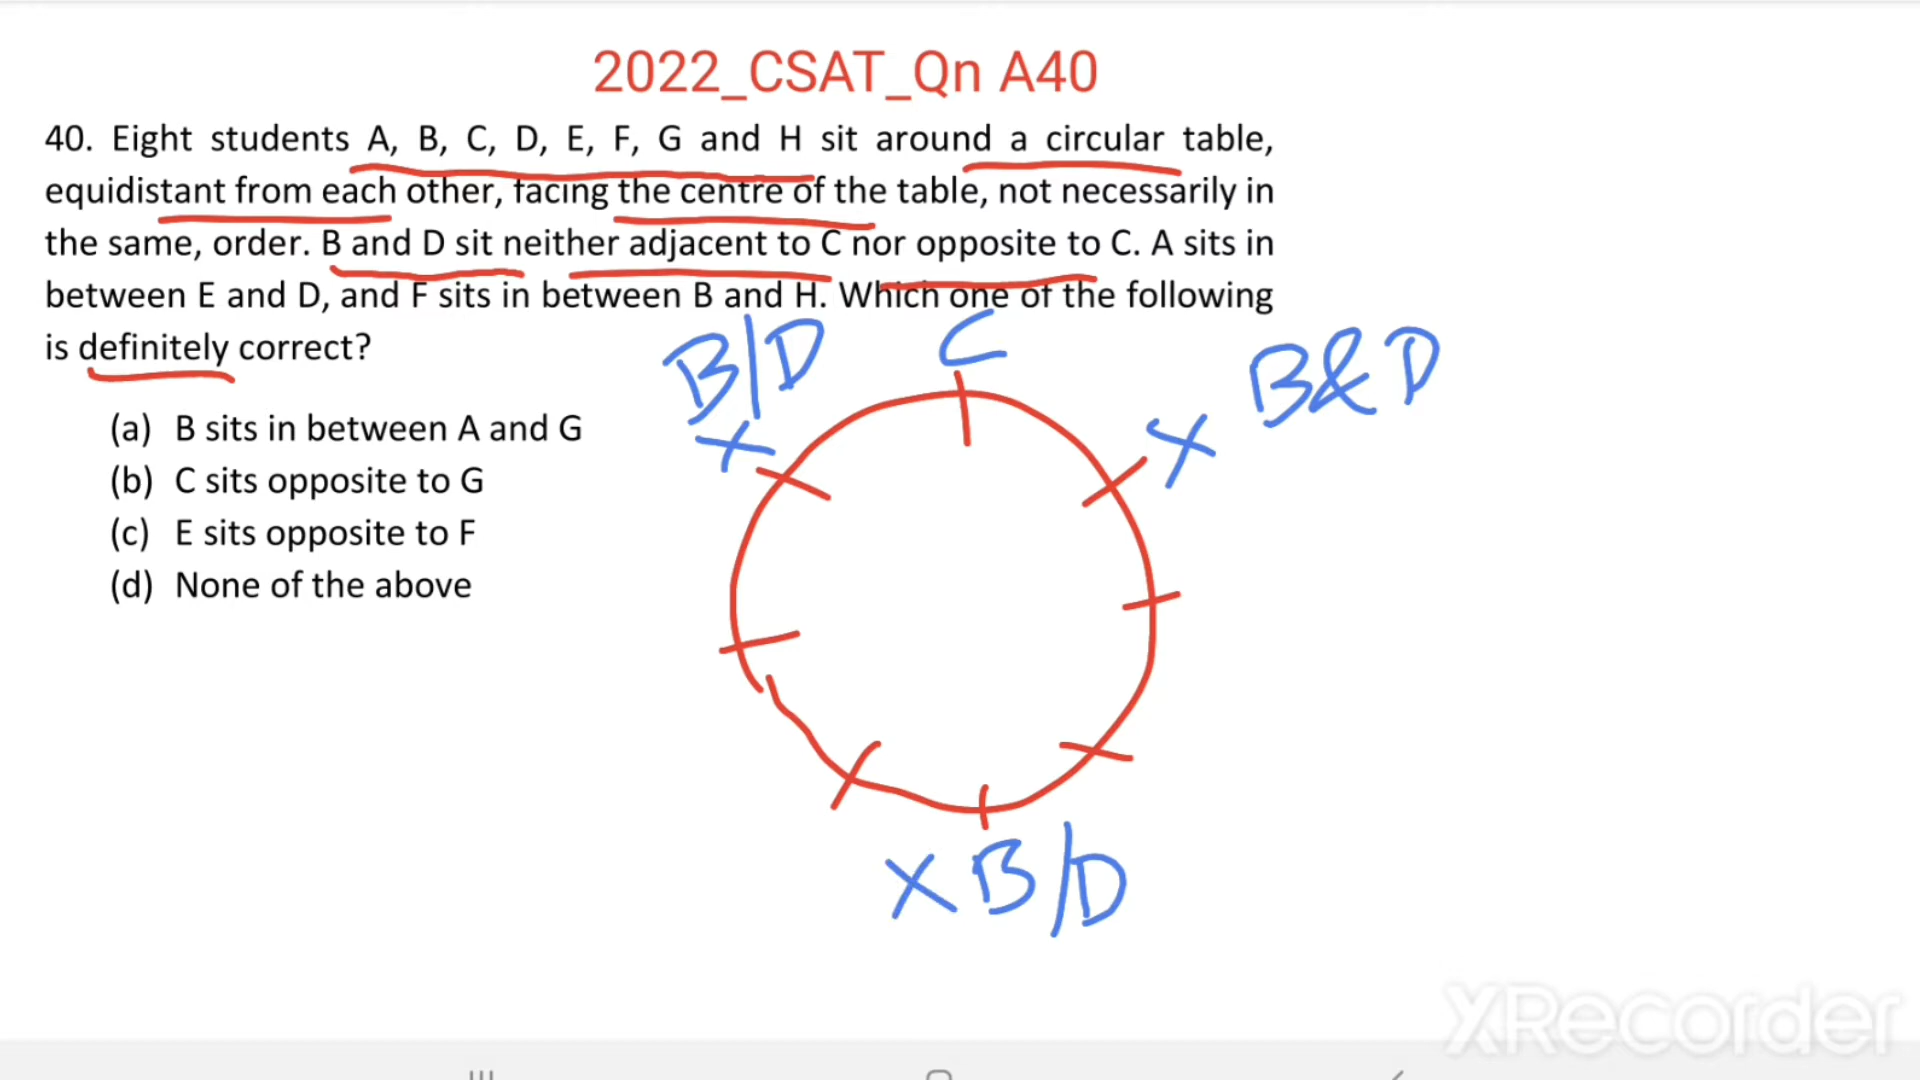 2022_CSAT_Qn A40
40. Eight students A, B, C, D, E, F, G and H sit around a circular table,
equidistant from each other, facing the centre of the table, not necessarily in
the same, order. B and D sit neither adjacent to C nor opposite to C. A sits in
between E and D, and F sits in between B and H. Which one of the following
is definitely correct?
(a) B sits in between A and G
(b) C sits opposite to G
(c) E sits opposite to F
(d) None of the above
B/D
C
B&D
X
X
X B/D
XRecorder